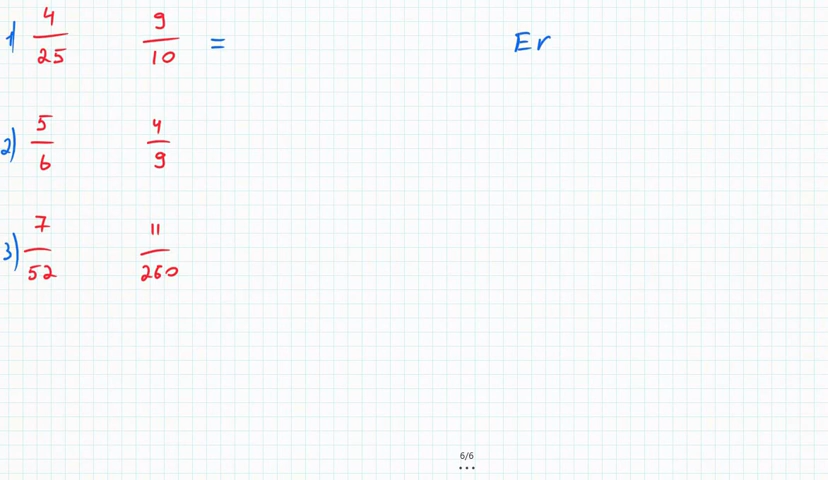 1) 4/25 9/10 = Er
2) 5/6 4/9
3) 7/52 11/260
6/6